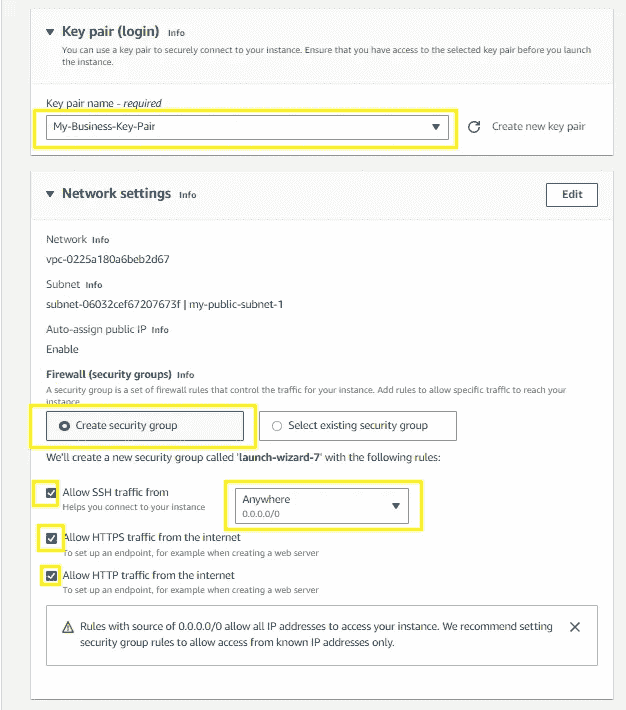 Key pair (login) Info
You can use a key pair to securely connect to your instance. Ensure that you have access to the selected key pair before you launch
the instance.
Key pair name - required
My-Business-Key-Pair
Create new key pair
Network settings Info
Edit
Network Info
vpc-0225a180a6beb2d67
Subnet Info
subnet-06032cef67207673f | my-public-subnet-1
Auto-assign public IP Info
Enable
Firewall (security groups) Info
A security group is a set of firewall rules that control the traffic for your instance. Add rules to allow specific traffic to reach your
instance.
Create security group
Select existing security group
We'll create a new security group called 'launch-wizard-7' with the following rules:
Allow SSH traffic from
Helps you connect to your instance
Anywhere
0.0.0.0/0
Allow HTTPS traffic from the internet
To set up an endpoint, for example when creating a web server
Allow HTTP traffic from the internet
To set up an endpoint, for example when creating a web server
Rules with source of 0.0.0.0/0 allow all IP addresses to access your instance. We recommend setting
security group rules to allow access from known IP addresses only.